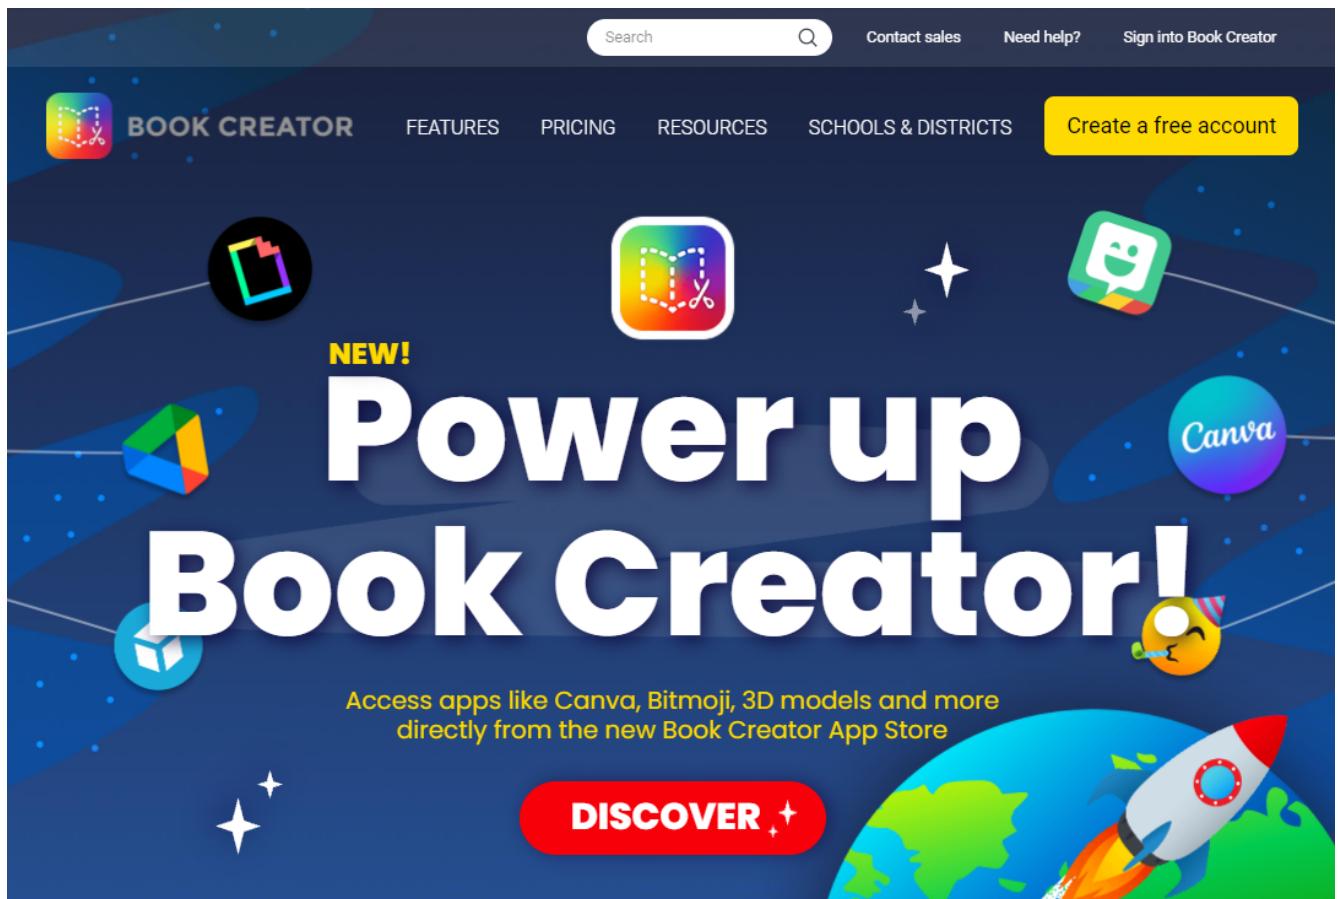 Search
Contact sales
Need help?
Sign into Book Creator
BOOK CREATOR
FEATURES
PRICING
RESOURCES
SCHOOLS & DISTRICTS
Create a free account
NEW!
Power up
Canva
Book Creator!
Access apps like Canva, Bitmoji, 3D models and more
directly from the new Book Creator App Store
DISCOVER